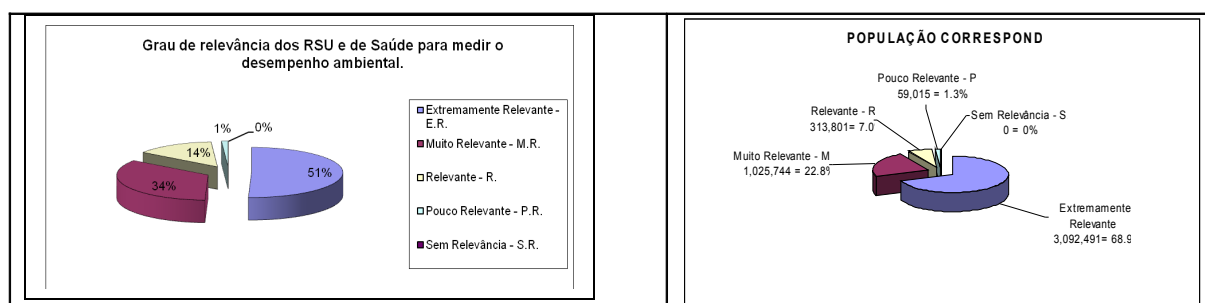 Grau de relevância dos RSU e de Saúde para medir o
desempenho ambiental.
1%
0%
14%
34%
51%
Extremamente Relevante -
E.R.
Muito Relevante - M.R.
Relevante - R.
Pouco Relevante - P.R.
Sem Relevância - S.R.
POPULAÇÃO CORRESPOND
Pouco Relevante - P
59,015 = 1.3%
Relevante - R
313,801= 7.0
Sem Relevância - S
0 = 0%
Muito Relevante - M
1,025,744 = 22.8%
Extremamente
Relevante
3,092,491= 68.9